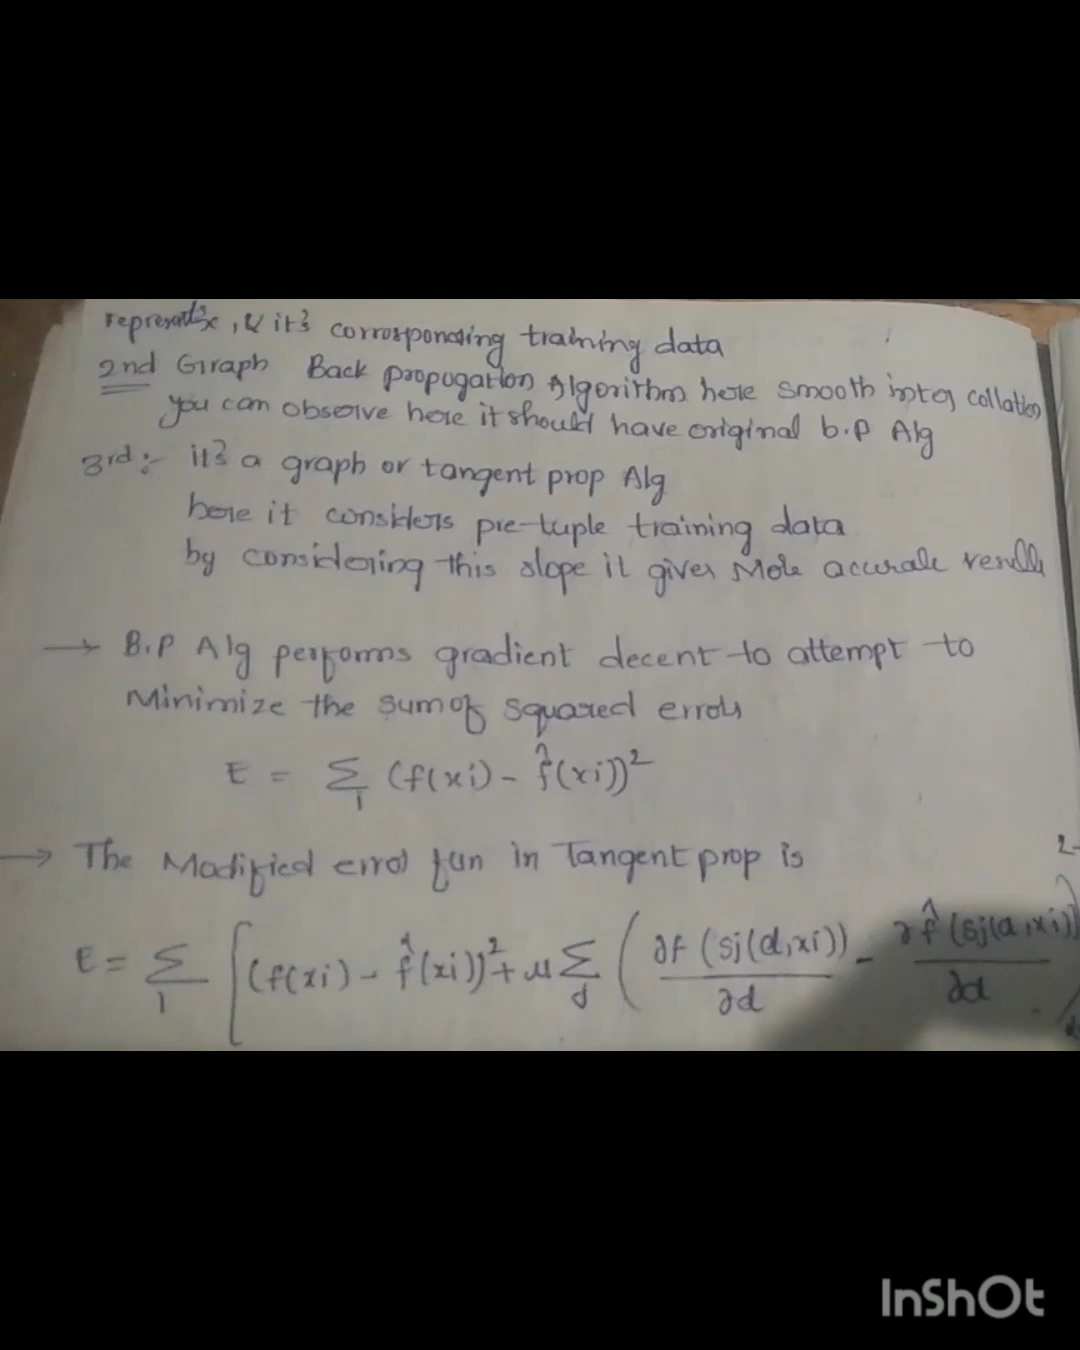 represents, & it's corrosponding training data
2nd Graph Back propogation Algorithm here smooth
you can observe here it should have original b.p Alg
3rd :- it's a graph or tangent prop Alg
here it considers pre-tuple training data
by considering this slope it gives More accurate results
→ B.P Alg performs gradient decent to attempt to
Minimize the sum of squared errors
E = Σ i (f(xi) - f̂(xi))²
→ The Modified error fun in Tangent prop is
2-
E = Σ i [(f(xi) - f̂(xi))² + μ Σ j (∂f (sj(α,xi)) / ∂α - ∂f̂ (sj(α,xi)) / ∂α)
InShOt